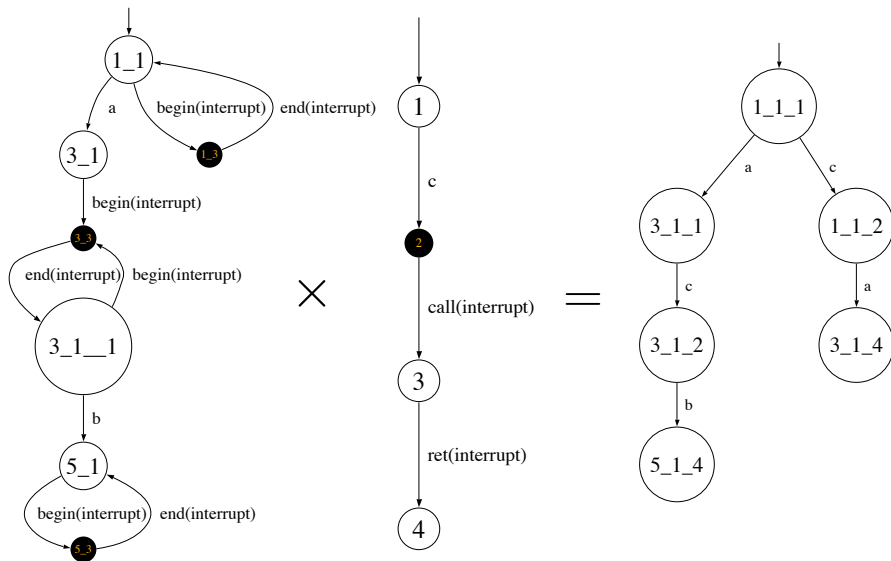 1_1
a
begin(interrupt)
end(interrupt)
3_1
1_3
begin(interrupt)
3_3
end(interrupt)
begin(interrupt)
3_1__1
b
5_1
begin(interrupt)
end(interrupt)
5_3
×
1
c
2
call(interrupt)
3
ret(interrupt)
4
=
1_1_1
a
c
3_1_1
1_1_2
c
a
3_1_2
3_1_4
b
5_1_4